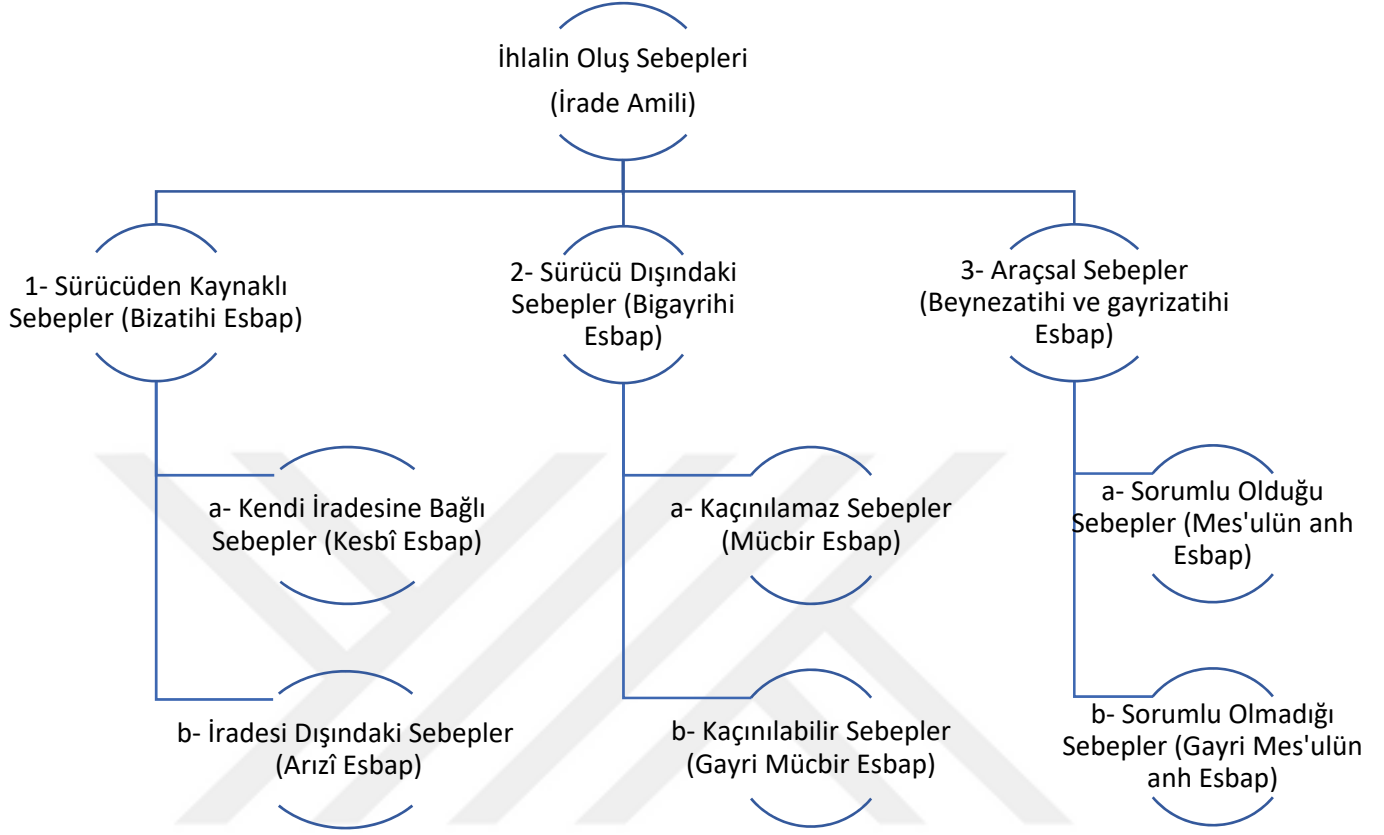 İhlalin Oluş Sebepleri
(İrade Amili)
1- Sürücüden Kaynaklı
Sebepler (Bizatihi Esbap)
2- Sürücü Dışındaki
Sebepler (Bigayrihi
Esbap)
3- Araçsal Sebepler
(Beynezatihi ve gayrizatihi
Esbap)
a- Kendi İradesine Bağlı
Sebepler (Kesbî Esbap)
b- İradesi Dışındaki Sebepler
(Arızî Esbap)
a- Kaçınılamaz Sebepler
(Mücbir Esbap)
b- Kaçınılabilir Sebepler
(Gayri Mücbir Esbap)
a- Sorumlu Olduğu
Sebepler (Mes'ulün anh
Esbap)
b- Sorumlu Olmadığı
Sebepler (Gayri Mes'ulün
anh Esbap)